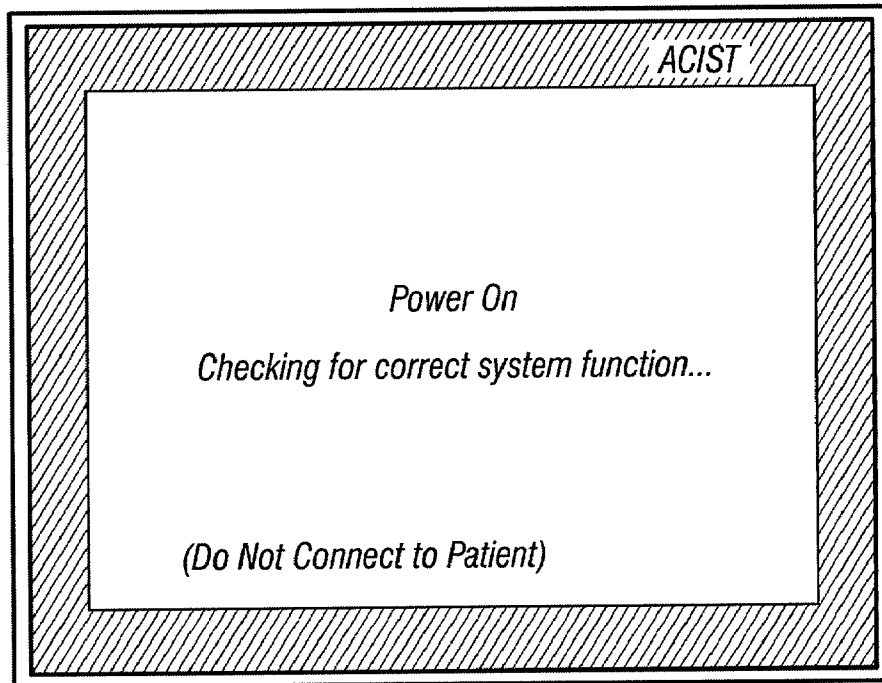 ACIST
Power On
Checking for correct system function...
(Do Not Connect to Patient)